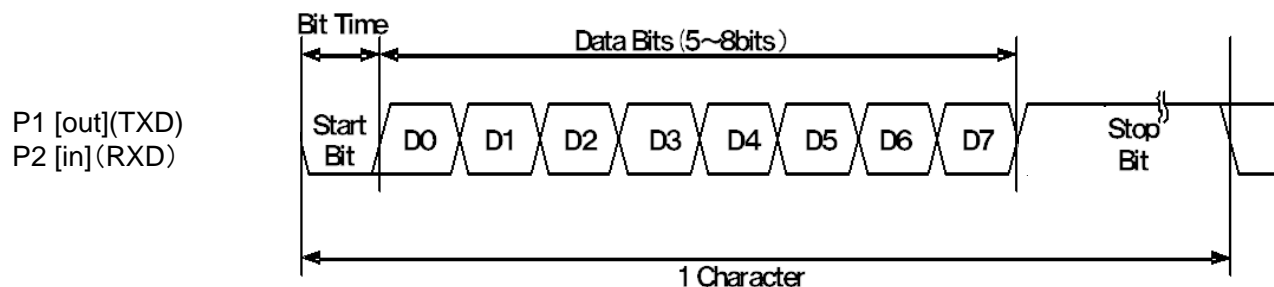 Bit Time
Data Bits (5～8bits)
P1 [out](TXD)
P2 [in](RXD)
Start
Bit
D0 D1 D2 D3 D4 D5 D6 D7
Stop
Bit
1 Character